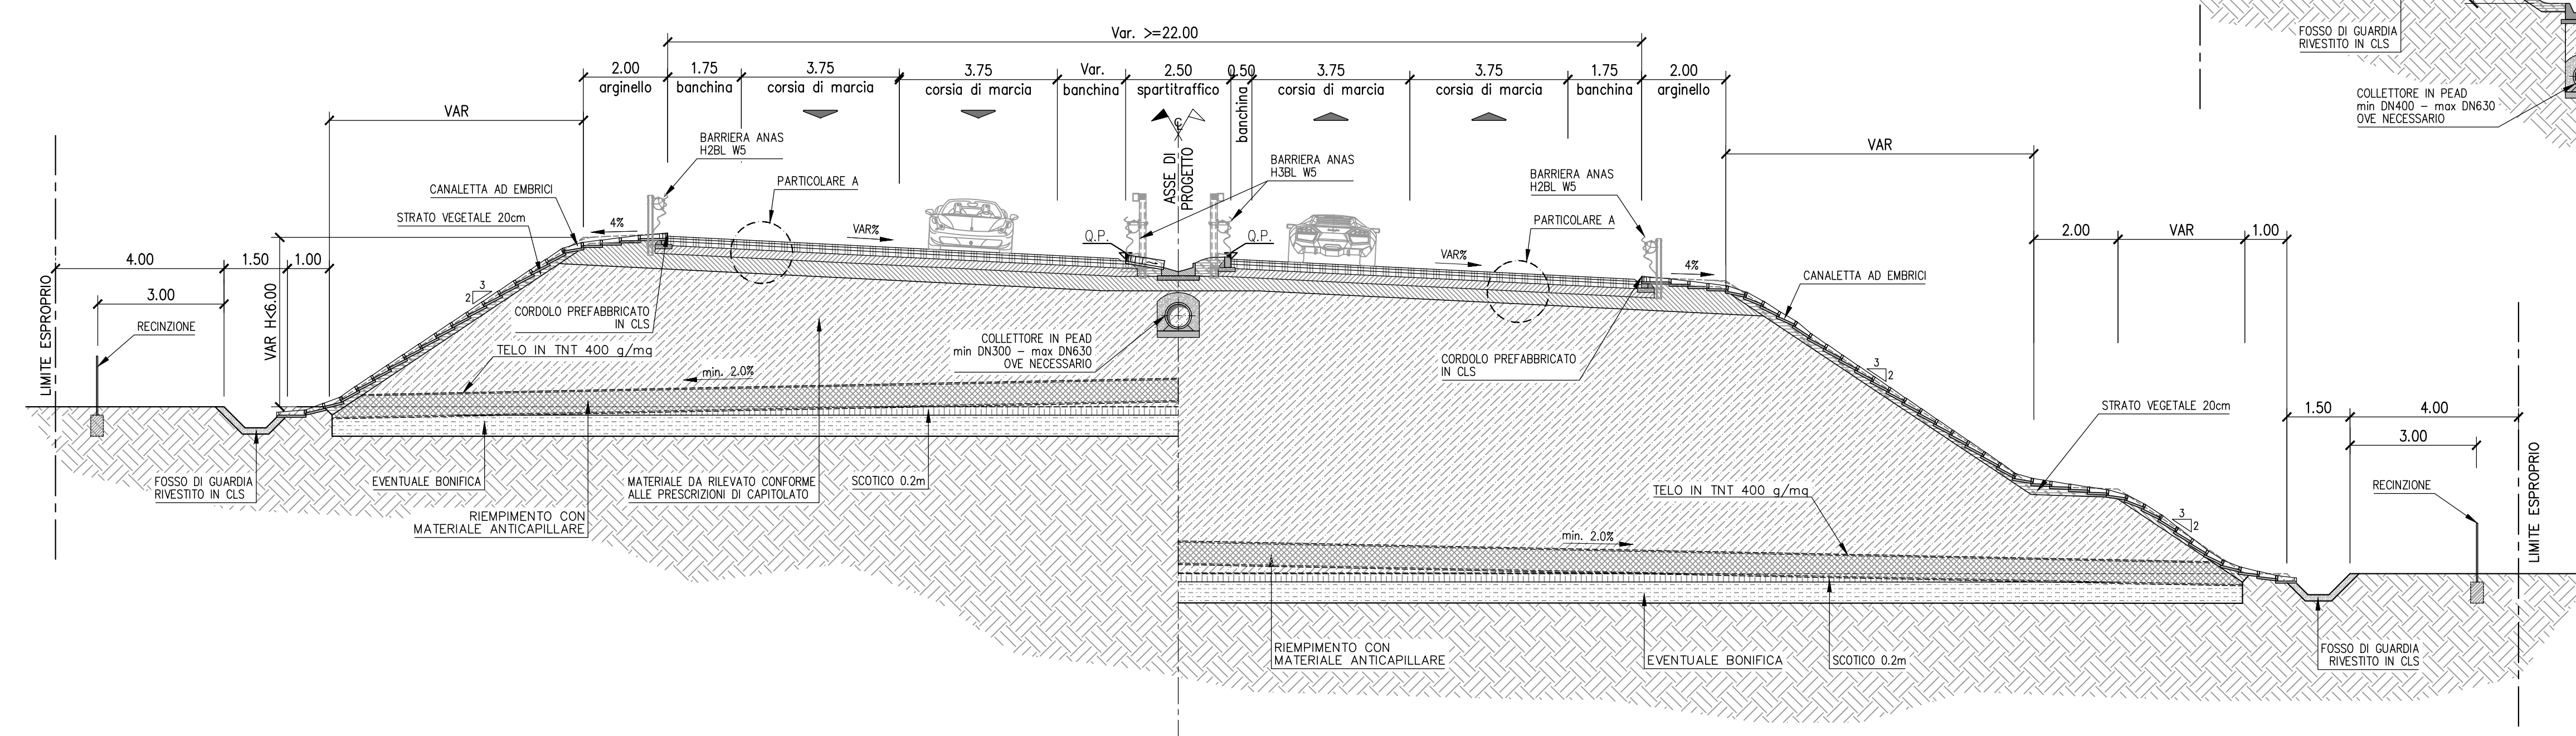 Var. >=22.00
FOSSO DI GUARDIA
RIVESTITO IN CLS
COLLETTORE IN PEAD
min DN400 - max DN630
OVE NECESSARIO
2.00
arginello
1.75
banchina
3.75
corsia di marcia
3.75
corsia di marcia
Var.
banchina
2.50
spartitraffico
0.50
banchina
3.75
corsia di marcia
3.75
corsia di marcia
1.75
banchina
2.00
arginello
VAR
VAR
BARRIERA ANAS
H2BL W5
PARTICOLARE A
CANALETTA AD EMBRICI
STRATO VEGETALE 20cm
4%
VAR%
Q.P.
ASSE DI
PROGETTO
BARRIERA ANAS
H3BL W5
Q.P.
VAR%
BARRIERA ANAS
H2BL W5
PARTICOLARE A
4%
CANALETTA AD EMBRICI
2.00
VAR
1.00
LIMITE ESPROPRIO
4.00
1.50
1.00
3.00
RECINZIONE
VAR H<6.00
3
2
CORDOLO PREFABBRICATO
IN CLS
TELO IN TNT 400 g/mq
min. 2.0%
COLLETTORE IN PEAD
min DN300 - max DN630
OVE NECESSARIO
CORDOLO PREFABBRICATO
IN CLS
3
2
STRATO VEGETALE 20cm
1.50
4.00
3.00
RECINZIONE
LIMITE ESPROPRIO
FOSSO DI GUARDIA
RIVESTITO IN CLS
EVENTUALE BONIFICA
RIEMPIMENTO CON
MATERIALE ANTICAPILLARE
MATERIALE DA RILEVATO CONFORME
ALLE PRESCRIZIONI DI CAPITOLATO
SCOTICO 0.2m
TELO IN TNT 400 g/mq
min. 2.0%
3
2
RIEMPIMENTO CON
MATERIALE ANTICAPILLARE
EVENTUALE BONIFICA
SCOTICO 0.2m
FOSSO DI GUARDIA
RIVESTITO IN CLS